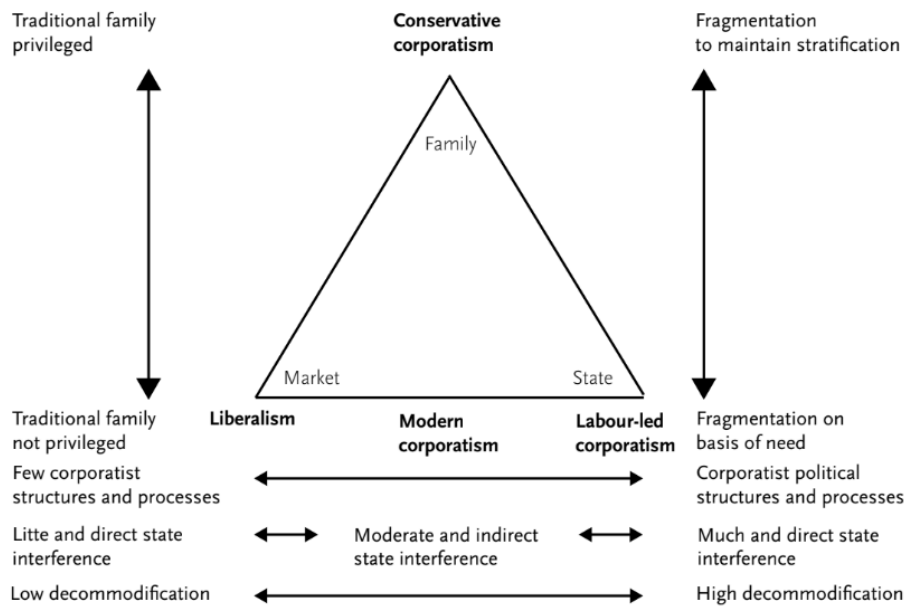 Traditional family
privileged
Conservative
corporatism
Fragmentation
to maintain stratification
Family
Market
State
Traditional family
not privileged
Liberalism
Modern
corporatism
Labour-led
corporatism
Fragmentation on
basis of need
Few corporatist
structures and processes
Corporatist political
structures and processes
Litte and direct state
interference
Moderate and indirect
state interference
Much and direct state
interference
Low decommodification
High decommodification